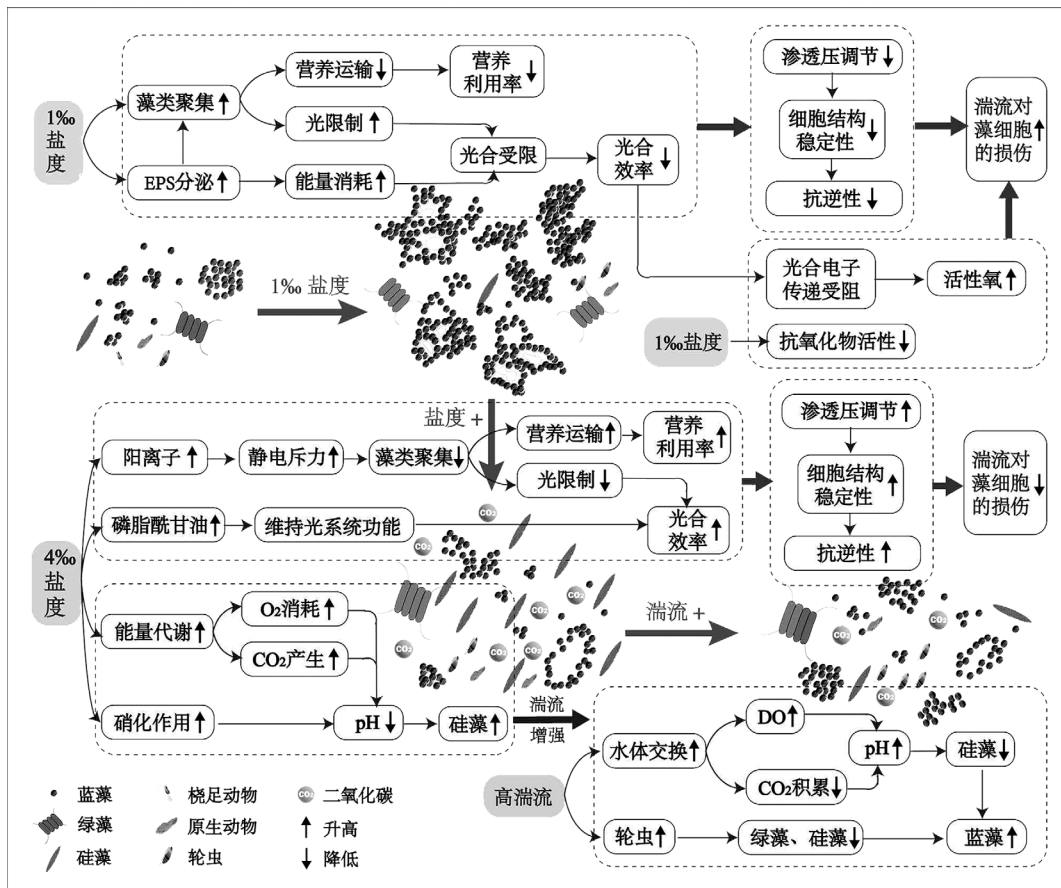 1‰
盐
度
藻类聚集↑
EPS分泌↑
营养运输↓
营养
利用率↓
光限制↑
能量消耗↑
光合受限
光合
效率↓
渗透压调节↓
细胞结构
稳定性↓
抗逆性↓
湍流对
藻细胞↑
的损伤
1‰ 盐度
光合电子
传递受阻
活性氧↑
1‰盐度
抗氧化物活性↓
盐度 +
4‰
盐
度
阳离子↑
静电斥力↑
藻类聚集↓
营养运输↑
营养
利用率↑
光限制↓
磷脂酰甘油↑
维持光系统功能
光合
效率↑
渗透压调节↑
细胞结构
稳定性↑
抗逆性↑
湍流对
藻细胞↓
的损伤
能量代谢↑
O₂消耗↑
CO₂产生↑
硝化作用↑
pH↓
硅藻↑
CO₂
CO₂
CO₂
CO₂
CO₂
CO₂
CO₂
CO₂
湍流 +
CO₂
CO₂
湍流
增强
高湍流
水体交换↑
DO↑
CO₂积累↓
pH↑
硅藻↓
轮虫↑
绿藻、硅藻↓
蓝藻↑
蓝藻
桡足动物
CO₂ 二氧化碳
绿藻
原生动物
升高
硅藻
轮虫
降低